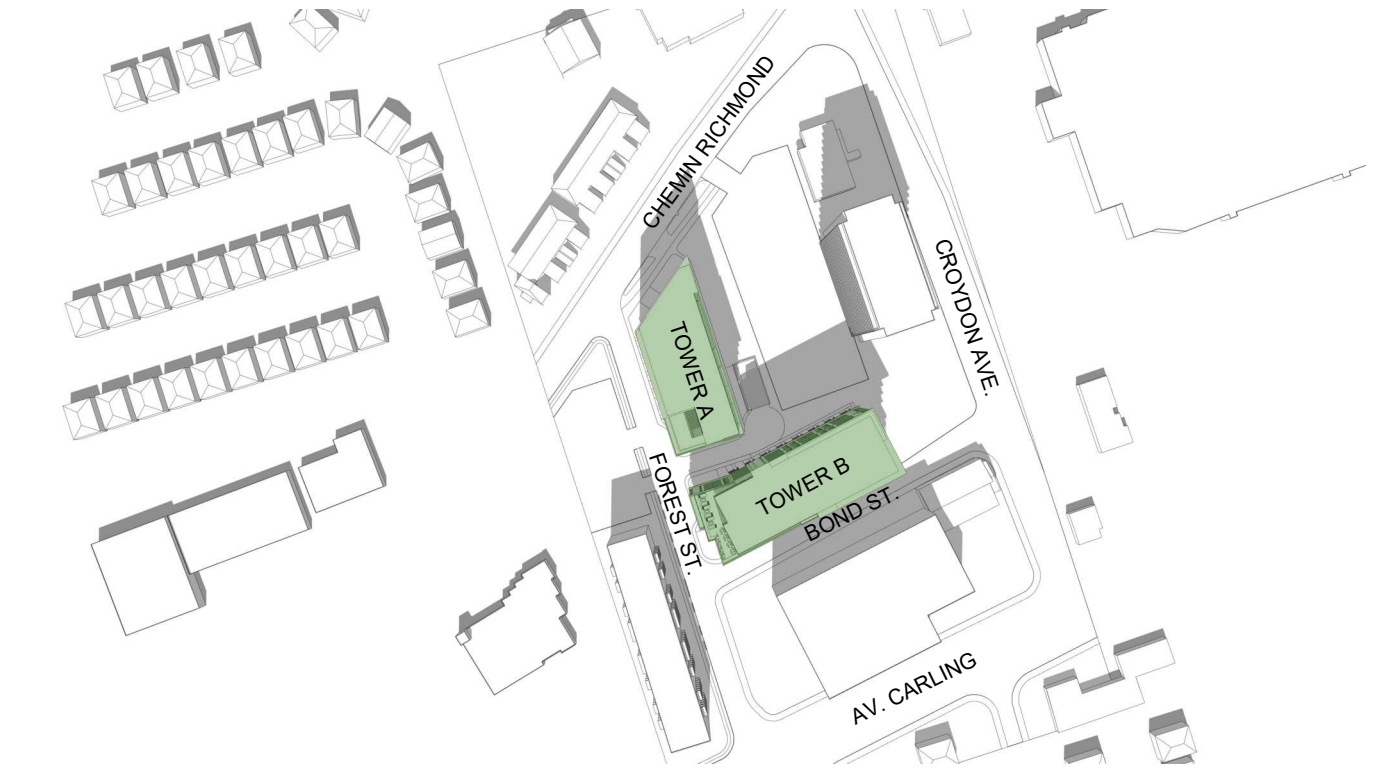 CHEMIN RICHMOND
CROYDON AVE.
TOWER A
FOREST ST.
TOWER B
BOND ST.
AV. CARLING